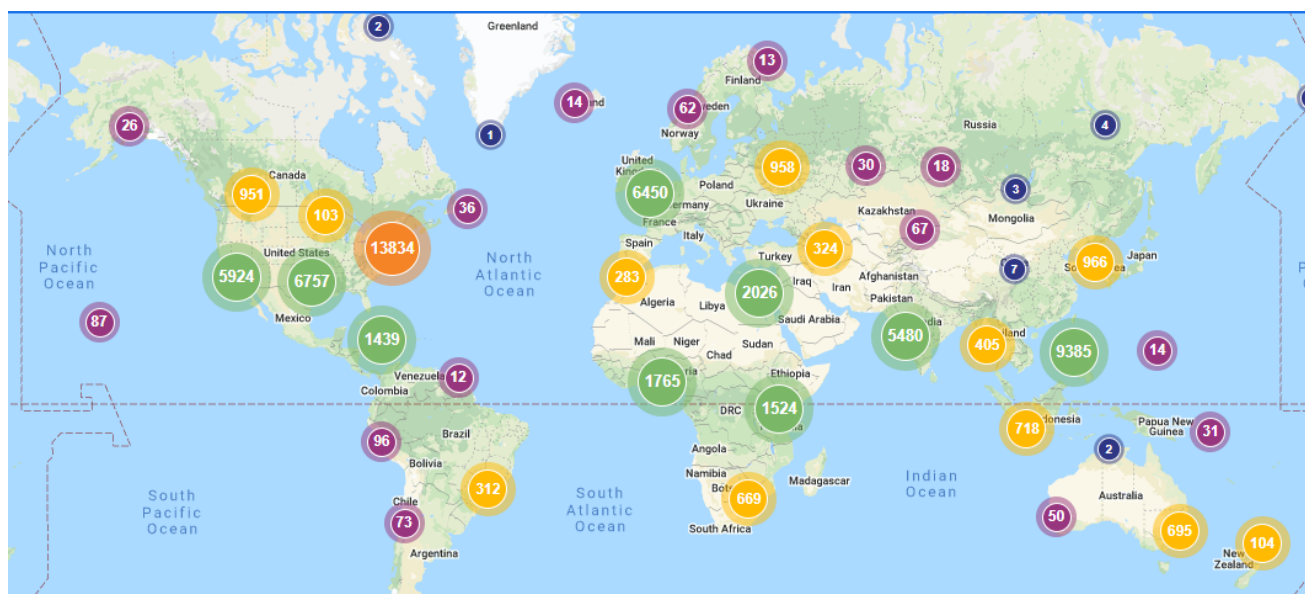 2
Greenland
13
Finland
14
62
Sweden
Norway
26
1
Russia
4
United
Kingdom
Canada
951
103
36
6450
Poland
Germany
Ukraine
France
958
30
18
3
Kazakhstan
Mongolia
67
North
Pacific
Ocean
United States
13834
5924
6757
North
Atlantic
Ocean
Spain
Italy
283
Turkey
324
Algeria
Libya
2026
Iraq
Iran
Afghanistan
Pakistan
Saudi Arabia
7
966
Japan
87
Mexico
1439
Mali
Niger
Chad
Sudan
5480
405
9385
14
Venezuela
Colombia
12
1765
Ethiopia
DRC
1524
96
Brazil
Bolivia
312
Angola
Namibia
669
Madagascar
718
Papua New
Guinea
31
2
Indian
Ocean
Australia
50
695
104
New
Zealand
South
Pacific
Ocean
Chile
73
Argentina
South
Atlantic
Ocean
South Africa